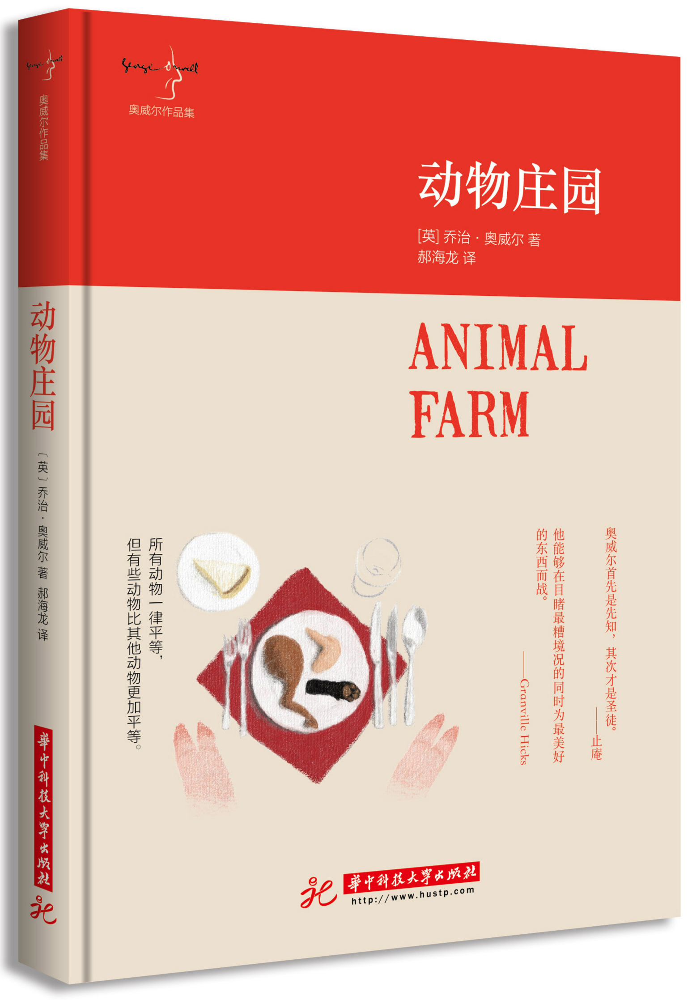 George Orwell
奥威尔作品集
动物庄园
〔英〕乔治·奥威尔 著 郝海龙 译
華中科技大学出版社
George Orwell
奥威尔作品集
动物庄园
[英] 乔治·奥威尔 著
郝海龙 译
ANIMAL
FARM
奥威尔首先是先知，其次才是圣徒。
——止庵
他能够在目睹最糟境况的同时为最美好
的东西而战。
——Granville Hicks
所有动物一律平等，
但有些动物比其他动物更加平等。
華中科技大学出版社
http://www.hustp.com